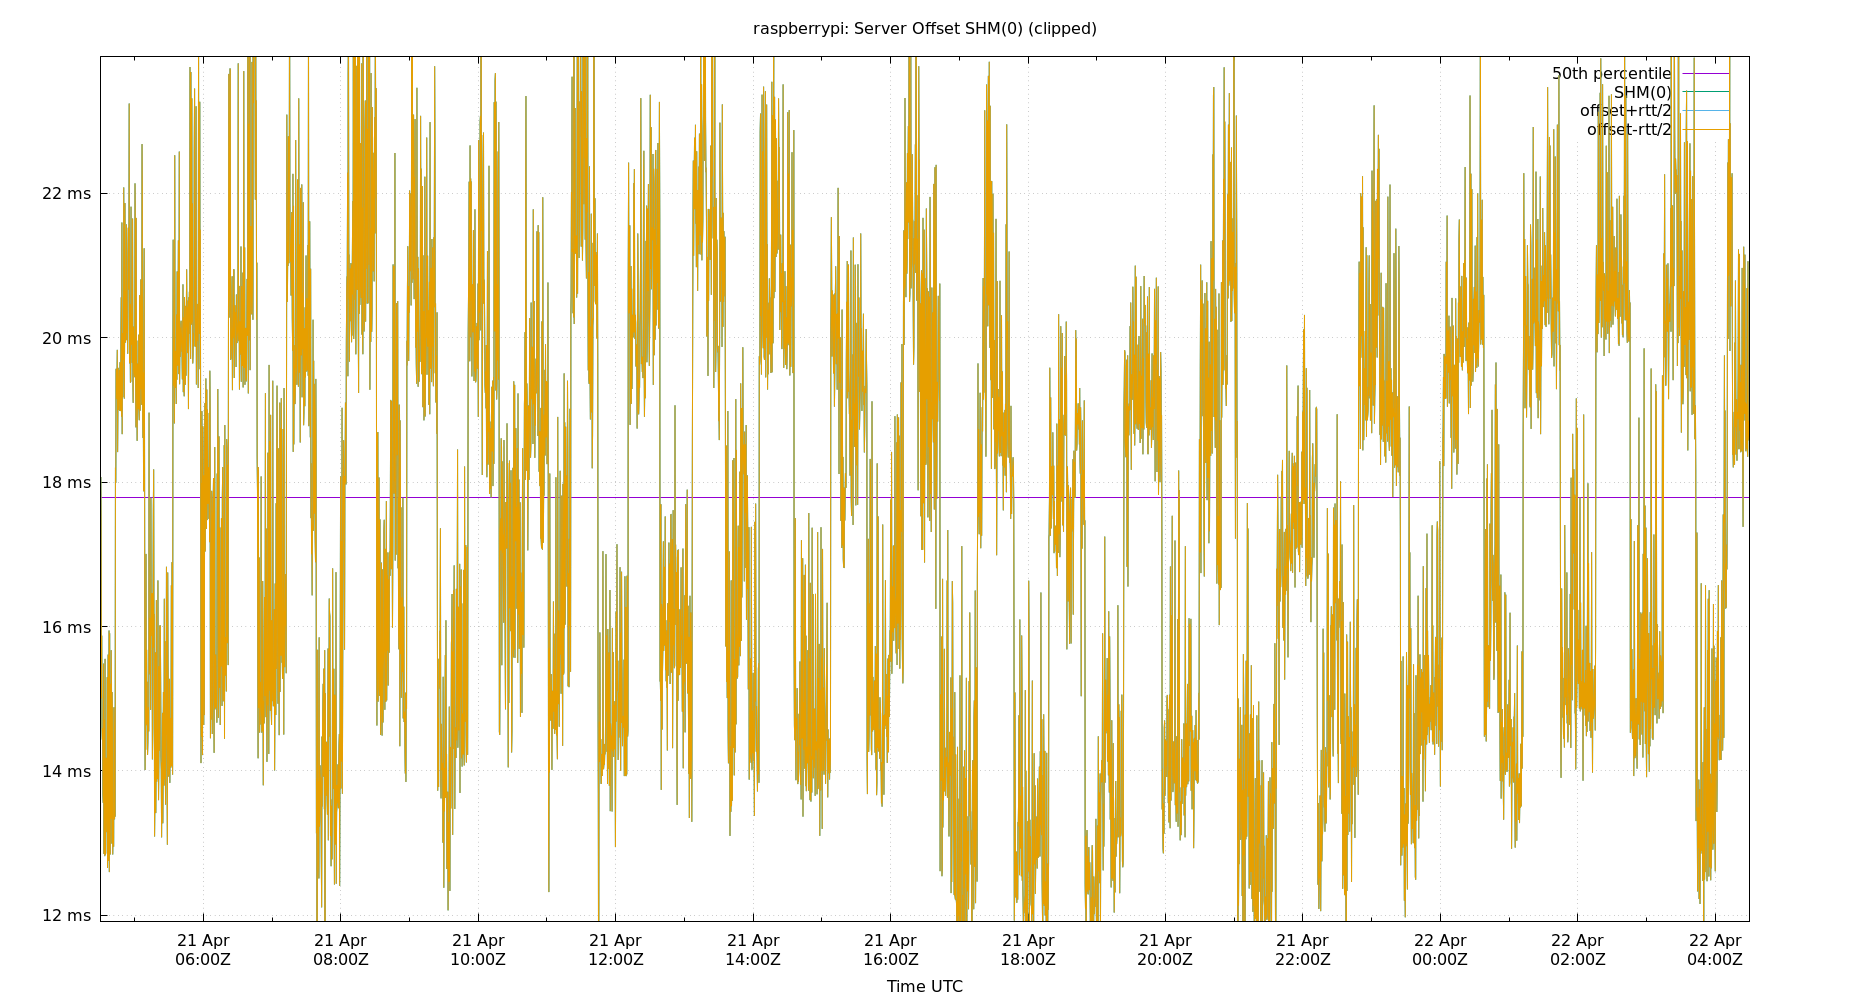 raspberrypi: Server Offset SHM(0) (clipped)
50th percentile
SHM(0)
offset+rtt/2
offset-rtt/2
22 ms
20 ms
18 ms
16 ms
14 ms
12 ms
21 Apr 21 Apr 21 Apr 21 Apr 21 Apr 21 Apr 21 Apr 21 Apr 21 Apr 22 Apr 22 Apr 22 Apr
06:00Z 08:00Z 10:00Z 12:00Z 14:00Z 16:00Z 18:00Z 20:00Z 22:00Z 00:00Z 02:00Z 04:00Z
Time UTC